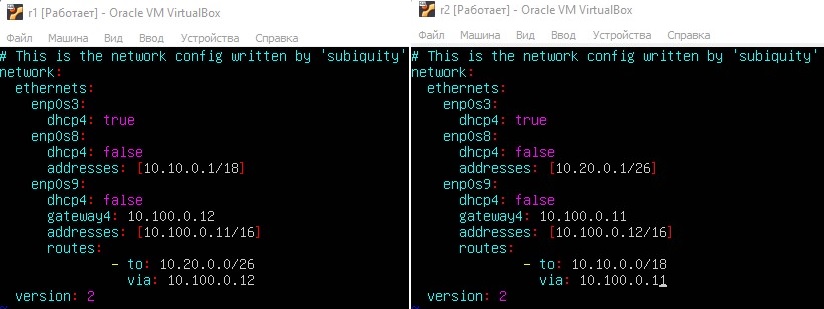 r1 [Работает] - Oracle VM VirtualBox
Файл Машина Вид Ввод Устройства Справка
# This is the network config written by 'subiquity'
network:
  ethernets:
    enp0s3:
      dhcp4: true
    enp0s8:
      dhcp4: false
      addresses: [10.10.0.1/18]
    enp0s9:
      dhcp4: false
      gateway4: 10.100.0.12
      addresses: [10.100.0.11/16]
      routes:
              - to: 10.20.0.0/26
                via: 10.100.0.12
  version: 2
~
r2 [Работает] - Oracle VM VirtualBox
Файл Машина Вид Ввод Устройства Справка
# This is the network config written by 'subiquity'
network:
  ethernets:
    enp0s3:
      dhcp4: true
    enp0s8:
      dhcp4: false
      addresses: [10.20.0.1/26]
    enp0s9:
      dhcp4: false
      gateway4: 10.100.0.11
      addresses: [10.100.0.12/16]
      routes:
              - to: 10.10.0.0/18
                via: 10.100.0.11
  version: 2
~